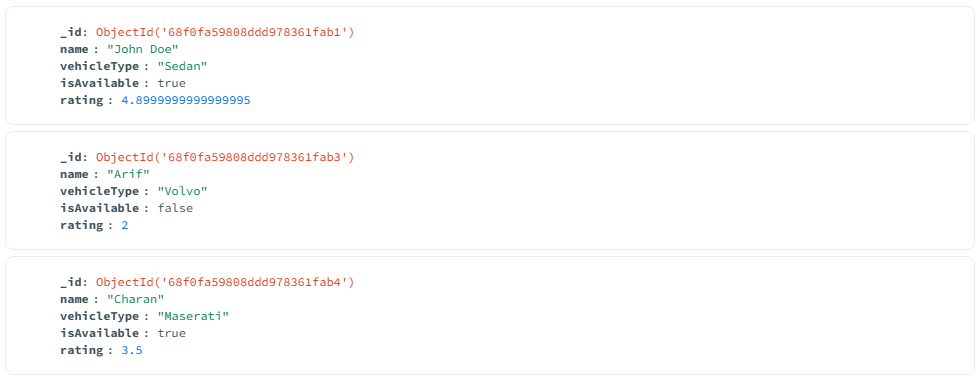 _id: ObjectId('68f0fa59808ddd978361fab1')
name : "John Doe"
vehicleType : "Sedan"
isAvailable : true
rating : 4.8999999999999995
_id: ObjectId('68f0fa59808ddd978361fab3')
name : "Arif"
vehicleType : "Volvo"
isAvailable : false
rating : 2
_id: ObjectId('68f0fa59808ddd978361fab4')
name : "Charan"
vehicleType : "Maserati"
isAvailable : true
rating : 3.5